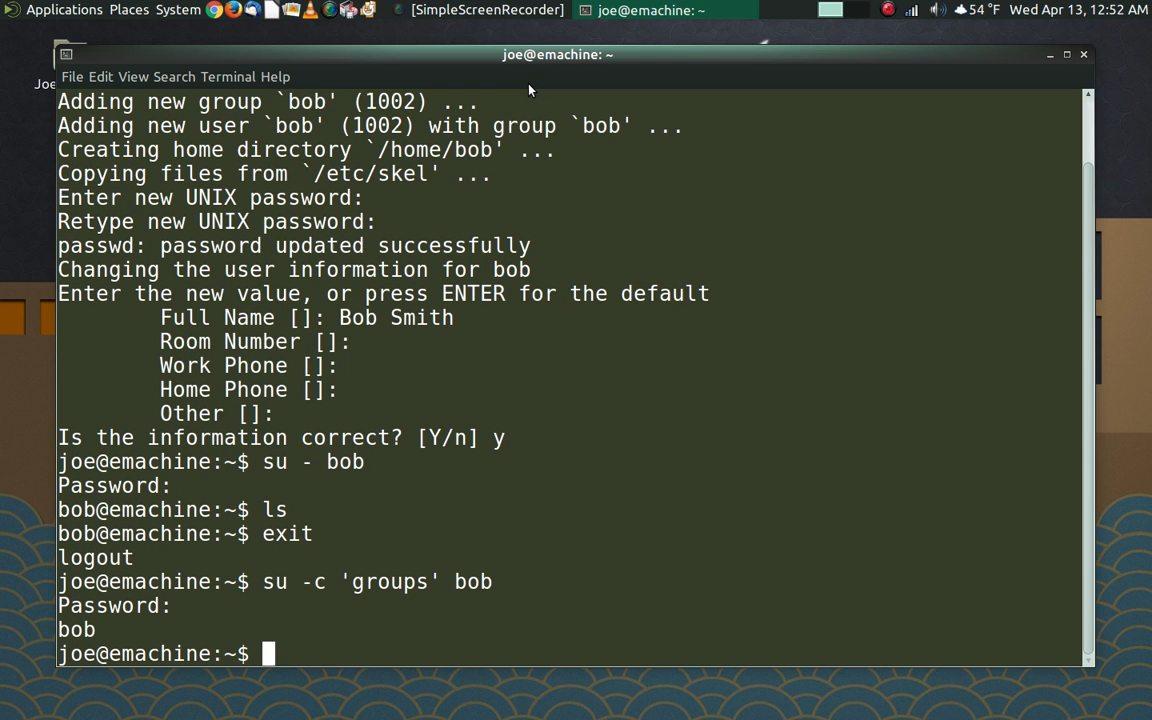 Applications Places System [SimpleScreenRecorder] joe@emachine: ~ 54 °F Wed Apr 13, 12:52 AM
joe@emachine: ~
Joe
File Edit View Search Terminal Help
Adding new group `bob' (1002) ...
Adding new user `bob' (1002) with group `bob' ...
Creating home directory `/home/bob' ...
Copying files from `/etc/skel' ...
Enter new UNIX password:
Retype new UNIX password:
passwd: password updated successfully
Changing the user information for bob
Enter the new value, or press ENTER for the default
Full Name []: Bob Smith
Room Number []:
Work Phone []:
Home Phone []:
Other []:
Is the information correct? [Y/n] y
joe@emachine:~$ su - bob
Password:
bob@emachine:~$ ls
bob@emachine:~$ exit
logout
joe@emachine:~$ su -c 'groups' bob
Password:
bob
joe@emachine:~$